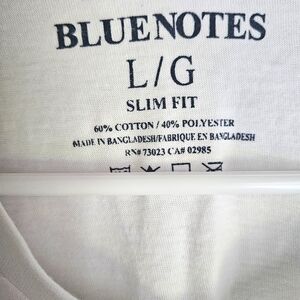 BLUENOTES
L/G
SLIM FIT
60% COTTON / 40% POLYESTER
MADE IN BANGLADESH/FABRIQUE EN BANGLADESH
RN# 73023 CA# 02985